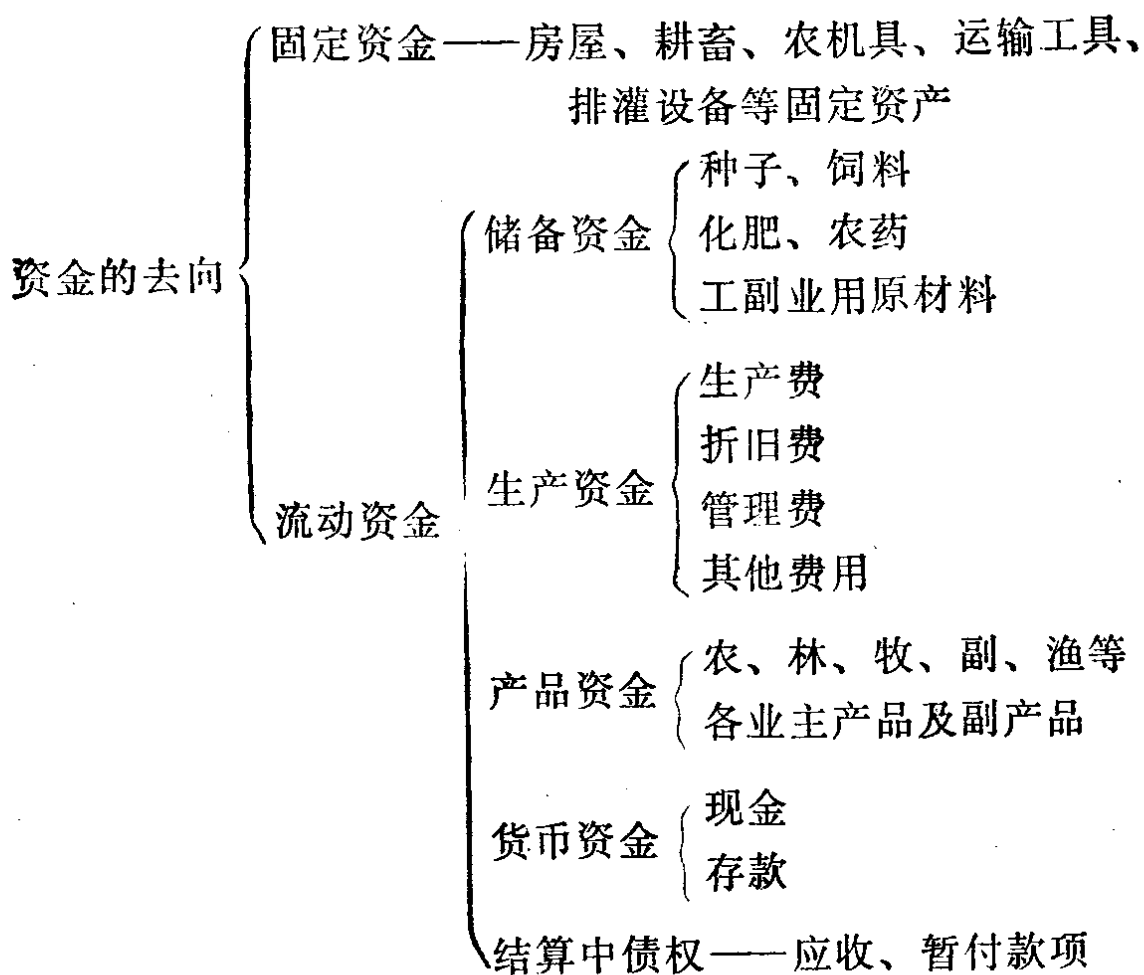 固定资金——房屋、耕畜、农机具、运输工具、
排灌设备等固定资产
资金的去向
流动资金
储备资金
种子、饲料
化肥、农药
工副业用原材料
生产资金
生产费
折旧费
管理费
其他费用
产品资金
农、林、牧、副、渔等
各业主产品及副产品
货币资金
现金
存款
结算中债权——应收、暂付款项